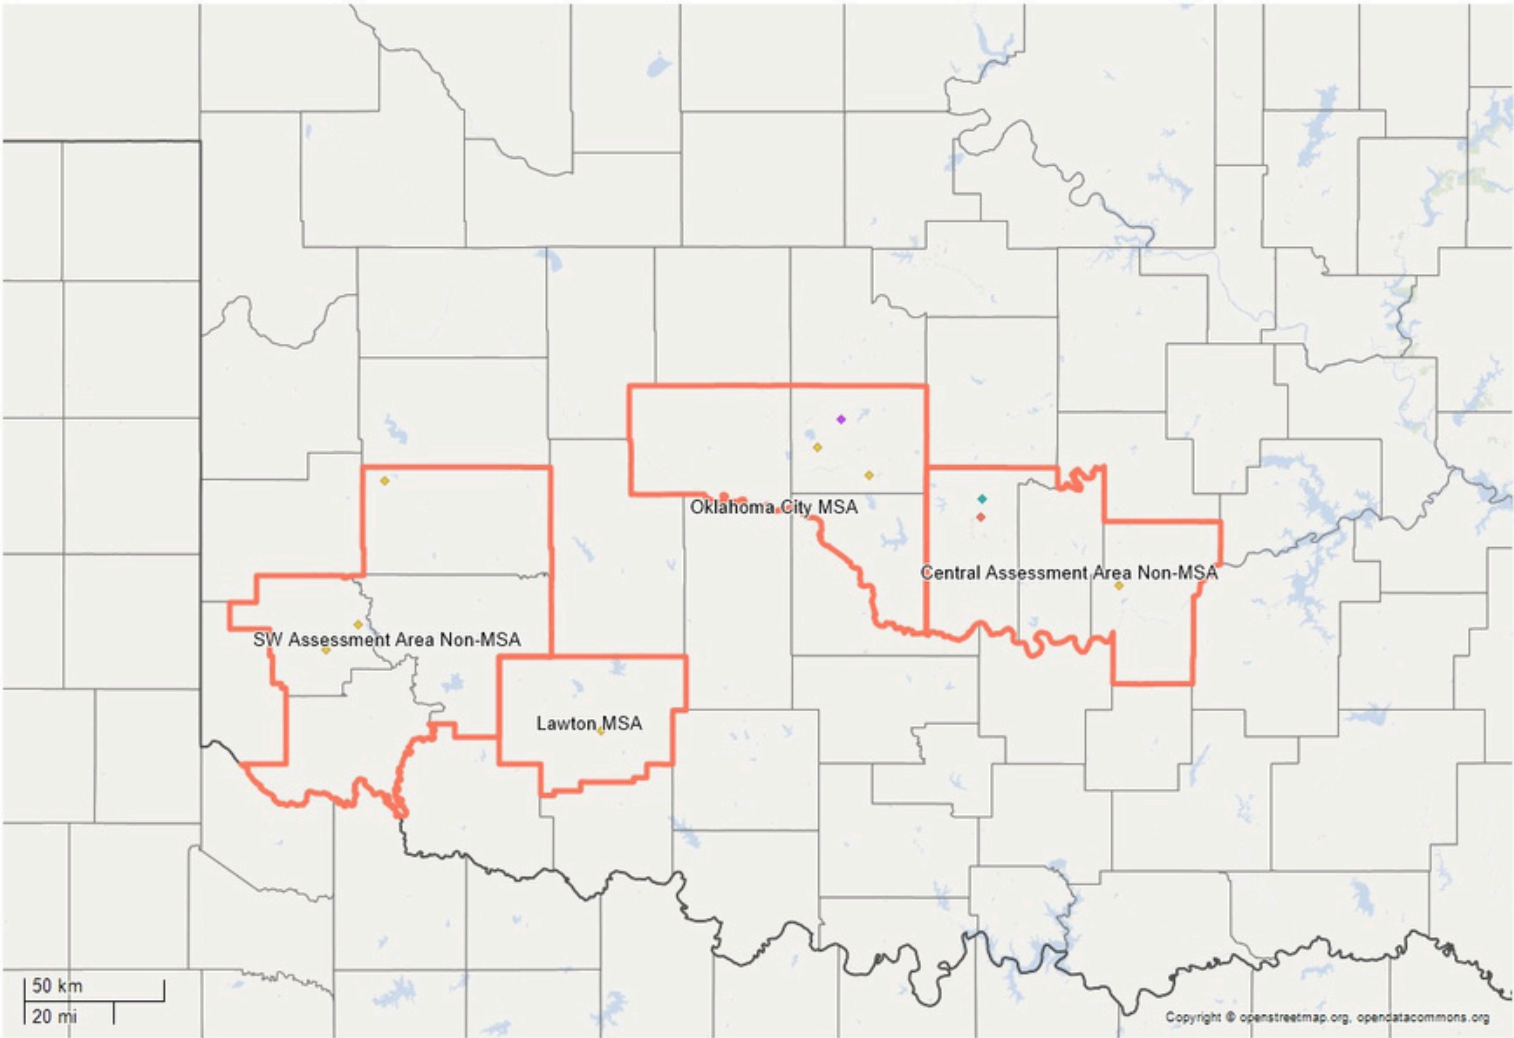 Oklahoma City MSA
Central Assessment Area Non-MSA
SW Assessment Area Non-MSA
Lawton MSA
50 km
20 mi
Copyright © openstreetmap.org, opendatacommons.org